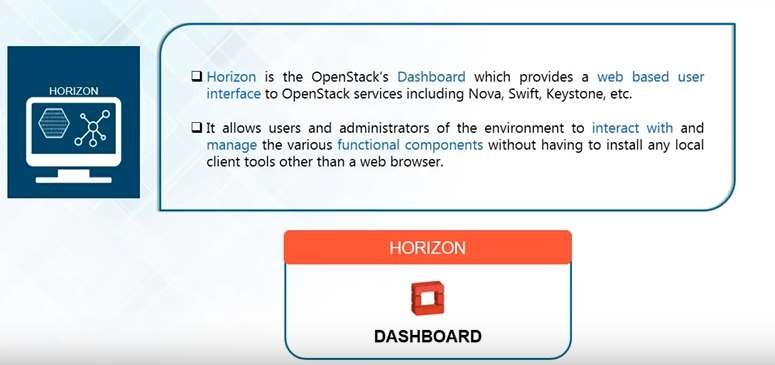 HORIZON
Horizon is the OpenStack's Dashboard which provides a web based user
interface to OpenStack services including Nova, Swift, Keystone, etc.
It allows users and administrators of the environment to interact with and
manage the various functional components without having to install any local
client tools other than a web browser.
HORIZON
DASHBOARD